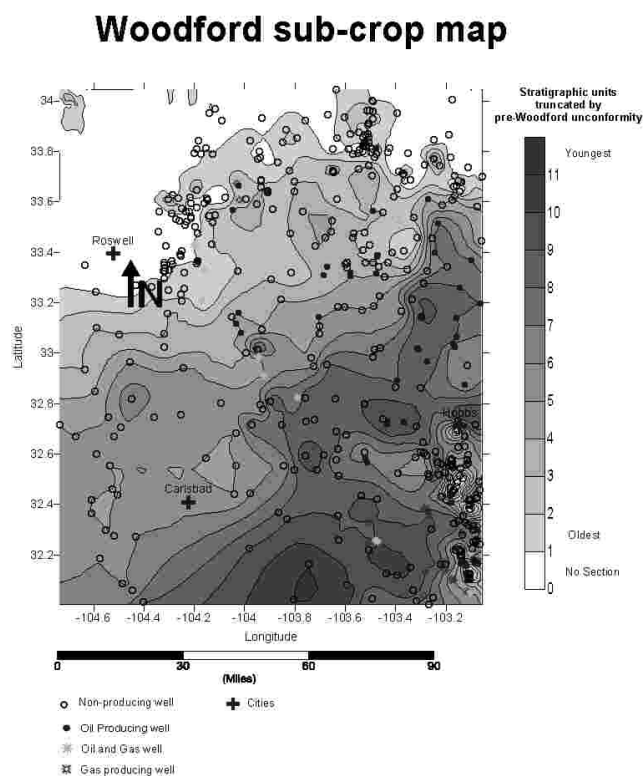 Woodford sub-crop map
Stratigraphic units
truncated by
pre-Woodford unconformity
Youngest
11
10
9
8
7
6
5
4
3
2
1
0
Oldest
No Section
Latitude
34
33.8
33.6
33.4
33.2
33
32.8
32.6
32.4
32.2
Roswell
N
Hobbs
Carlsbad
-104.6
-104.4
-104.2
-104
-103.8
-103.6
-103.4
-103.2
Longitude
0
30
60
90
(Miles)
Non-producing well
Cities
Oil Producing well
Oil and Gas well
Gas producing well